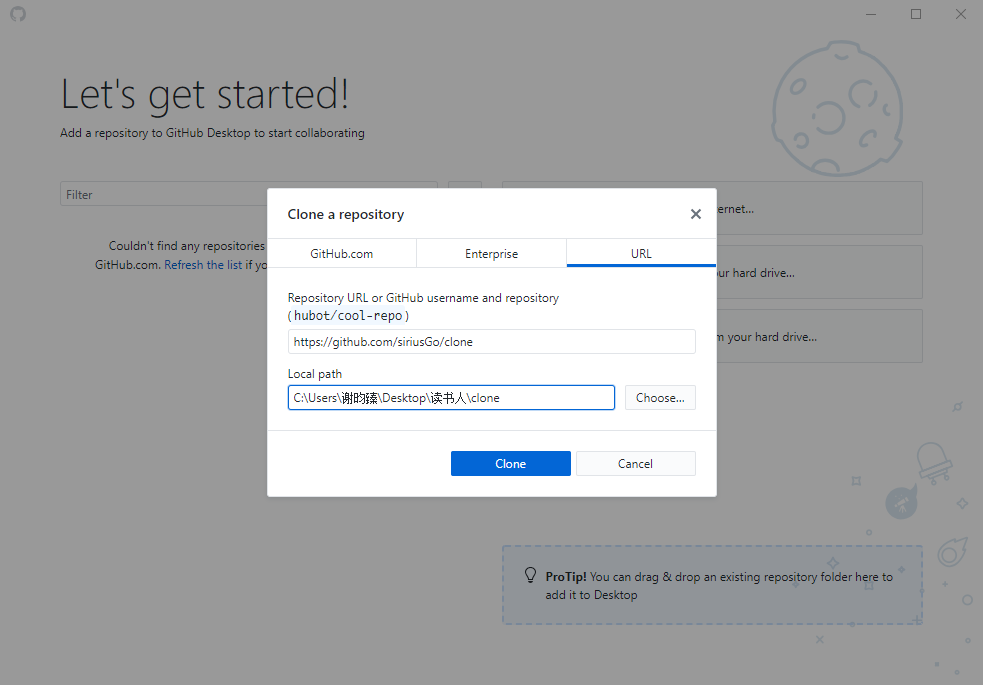 Let's get started!
Add a repository to GitHub Desktop to start collaborating
Filter
Couldn't find any repositories
GitHub.com. Refresh the list if yo
ernet...
ur hard drive...
m your hard drive...
Clone a repository
GitHub.com
Enterprise
URL
Repository URL or GitHub username and repository
(hubot/cool-repo)
https://github.com/siriusGo/clone
Local path
C:\Users\谢昀臻\Desktop\读书人\clone
Choose...
Clone
Cancel
ProTip! You can drag & drop an existing repository folder here to
add it to Desktop